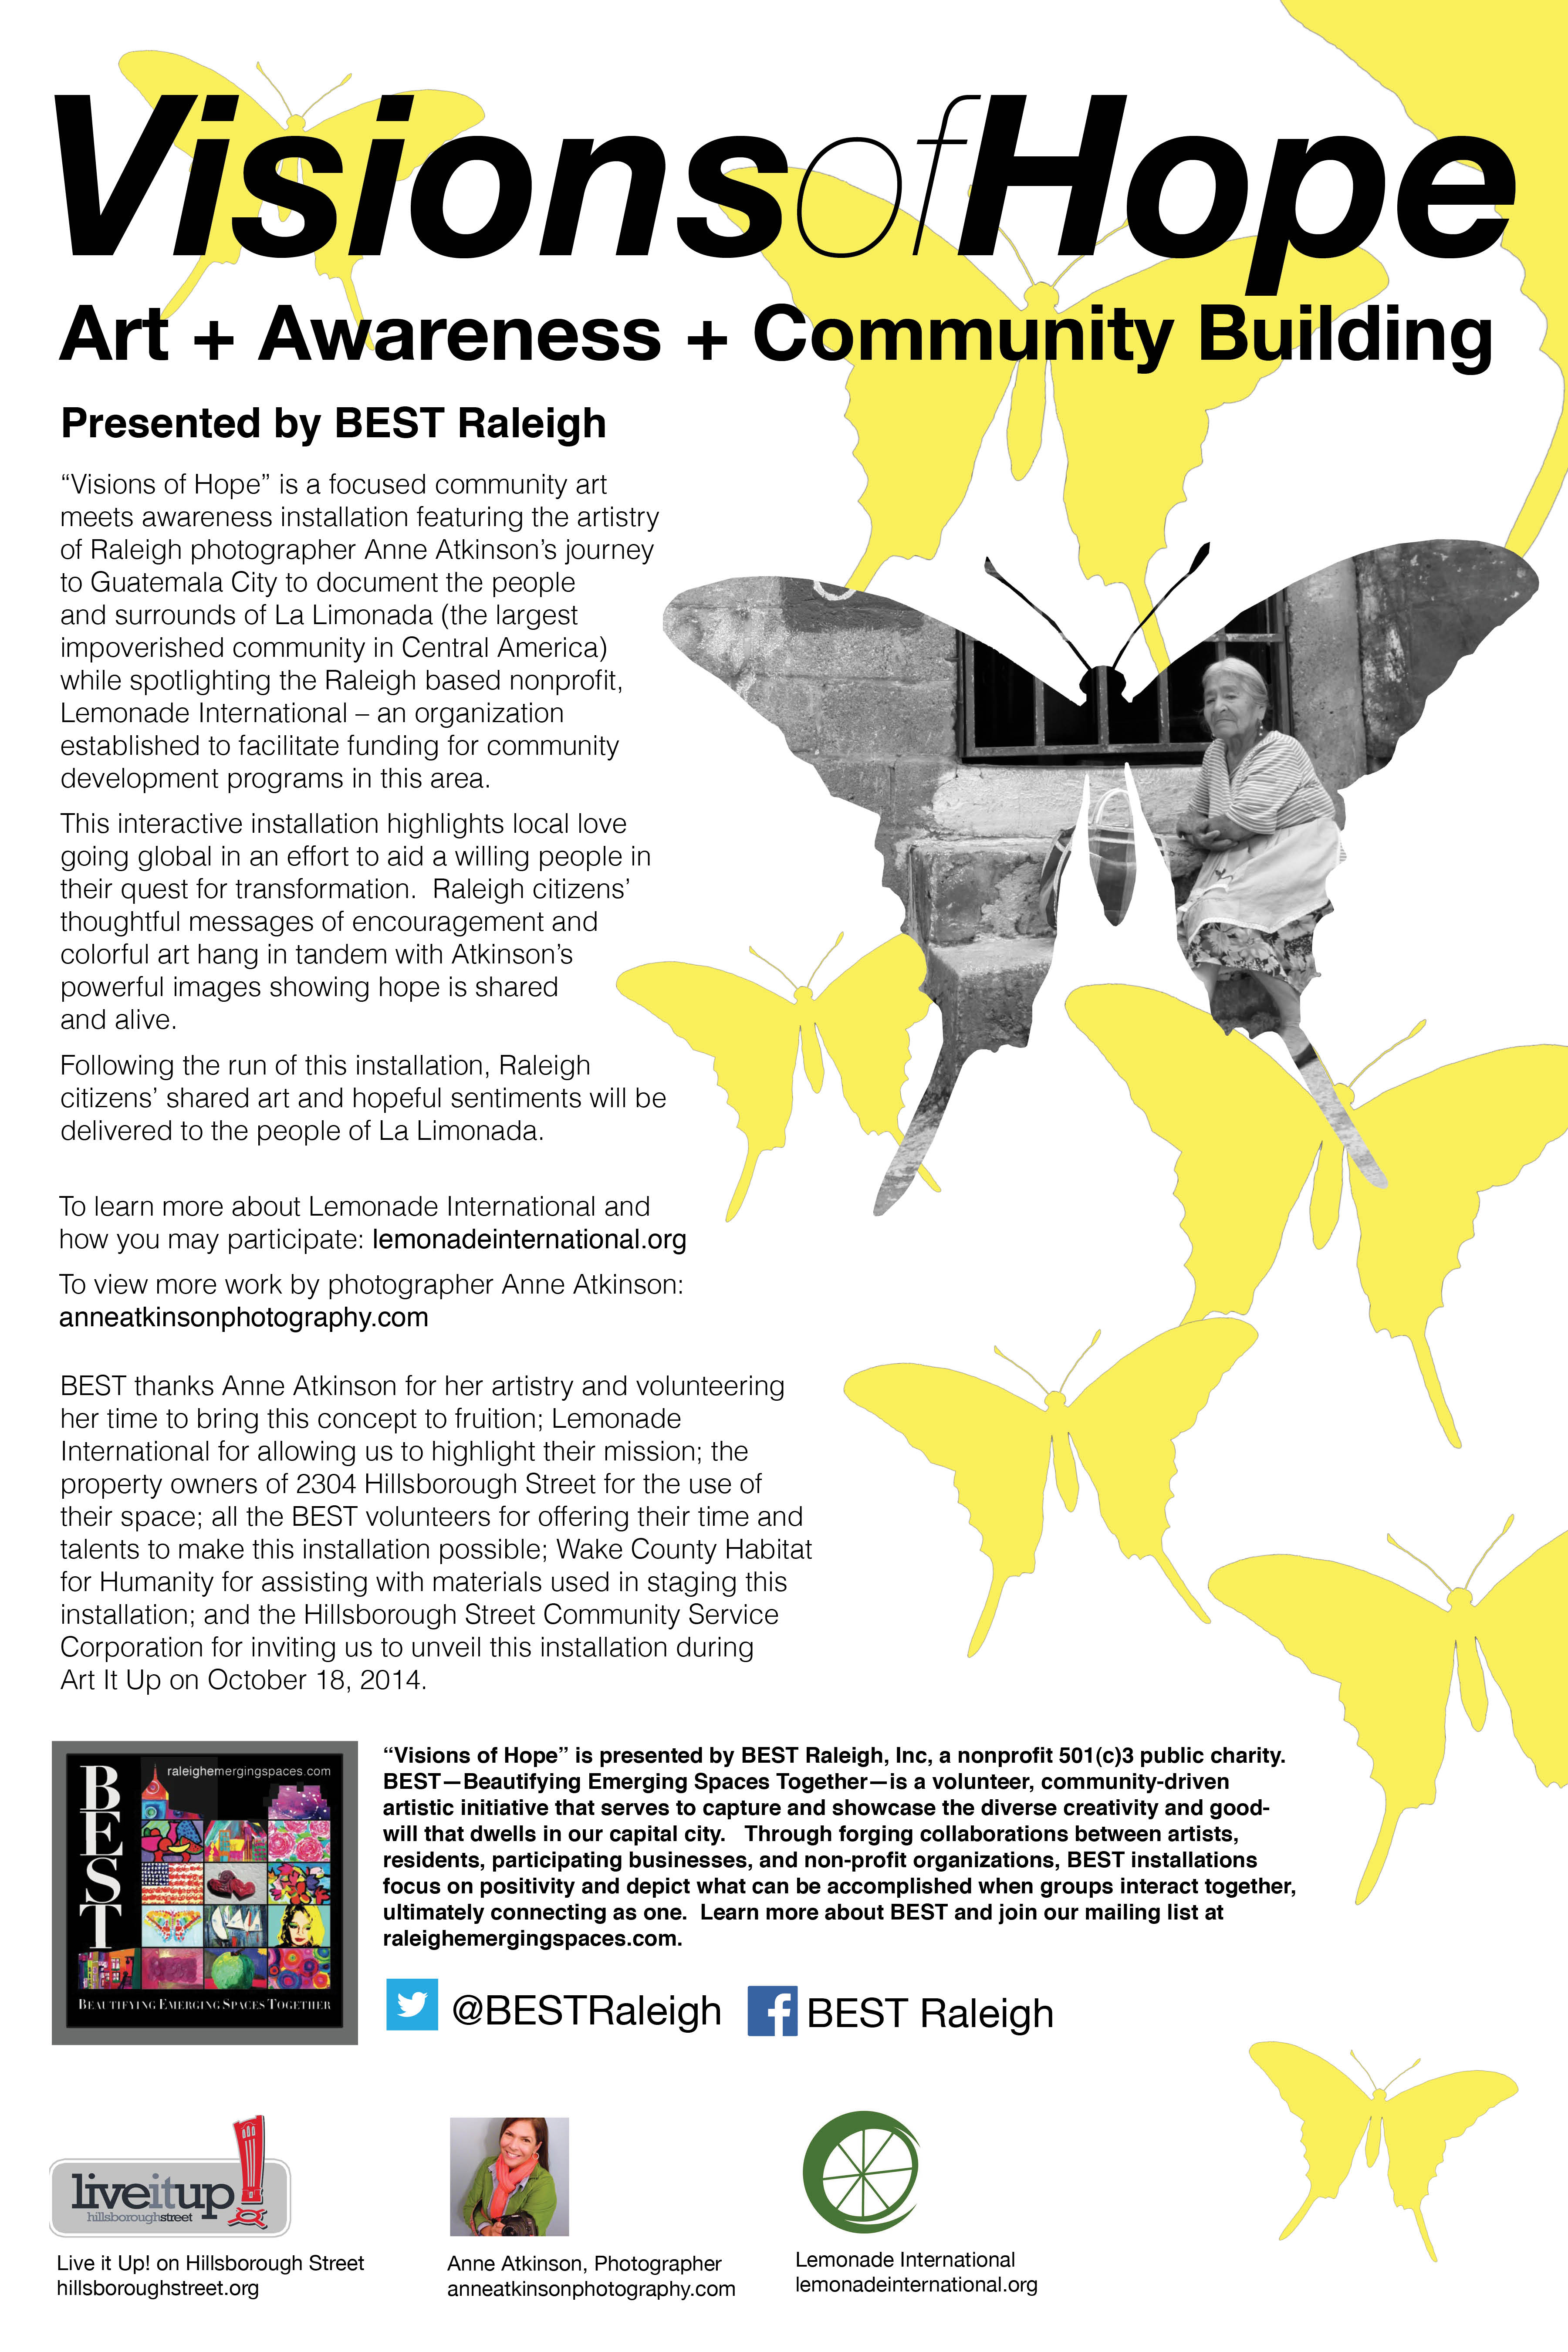 VisionsofHope
Art + Awareness + Community Building
Presented by BEST Raleigh
“Visions of Hope” is a focused community art
meets awareness installation featuring the artistry
of Raleigh photographer Anne Atkinson’s journey
to Guatemala City to document the people
and surrounds of La Limonada (the largest
impoverished community in Central America)
while spotlighting the Raleigh based nonprofit,
Lemonade International – an organization
established to facilitate funding for community
development programs in this area.
This interactive installation highlights local love
going global in an effort to aid a willing people in
their quest for transformation.  Raleigh citizens’
thoughtful messages of encouragement and
colorful art hang in tandem with Atkinson’s
powerful images showing hope is shared
and alive.
Following the run of this installation, Raleigh
citizens’ shared art and hopeful sentiments will be
delivered to the people of La Limonada.
To learn more about Lemonade International and
how you may participate: lemonadeinternational.org
To view more work by photographer Anne Atkinson:
anneatkinsonphotography.com
BEST thanks Anne Atkinson for her artistry and volunteering
her time to bring this concept to fruition; Lemonade
International for allowing us to highlight their mission; the
property owners of 2304 Hillsborough Street for the use of
their space; all the BEST volunteers for offering their time and
talents to make this installation possible; Wake County Habitat
for Humanity for assisting with materials used in staging this
installation; and the Hillsborough Street Community Service
Corporation for inviting us to unveil this installation during
Art It Up on October 18, 2014.
BEST
raleighemergingspaces.com
BEAUTIFYING EMERGING SPACES TOGETHER
“Visions of Hope” is presented by BEST Raleigh, Inc, a nonprofit 501(c)3 public charity.
BEST—Beautifying Emerging Spaces Together—is a volunteer, community-driven
artistic initiative that serves to capture and showcase the diverse creativity and good-
will that dwells in our capital city.   Through forging collaborations between artists,
residents, participating businesses, and non-profit organizations, BEST installations
focus on positivity and depict what can be accomplished when groups interact together,
ultimately connecting as one.  Learn more about BEST and join our mailing list at
raleighemergingspaces.com.
@BESTRaleigh
BEST Raleigh
liveitup!
hillsboroughstreet
Live it Up! on Hillsborough Street
hillsboroughstreet.org
Anne Atkinson, Photographer
anneatkinsonphotography.com
Lemonade International
lemonadeinternational.org